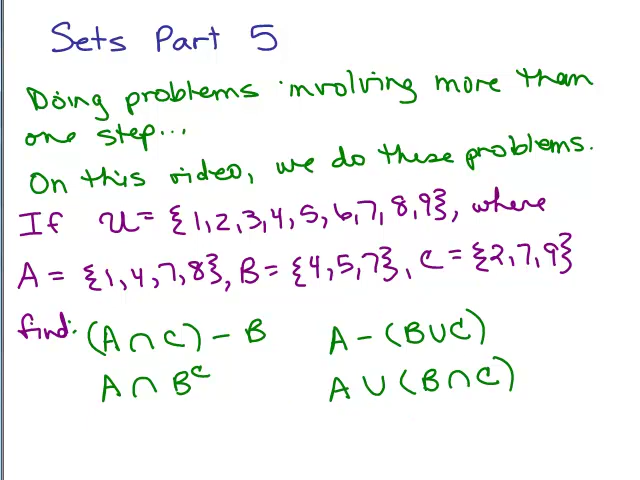 Sets Part 5
Doing problems involving more than
one step...
On this video, we do these problems.
If U = {1,2,3,4,5,6,7,8,9}, where
A = {1,4,7,8}, B = {4,5,7}, C = {2,7,9}
find: (A ∩ C) - B A - (B ∪ C)
A ∩ Bᶜ A ∪ (B ∩ C)